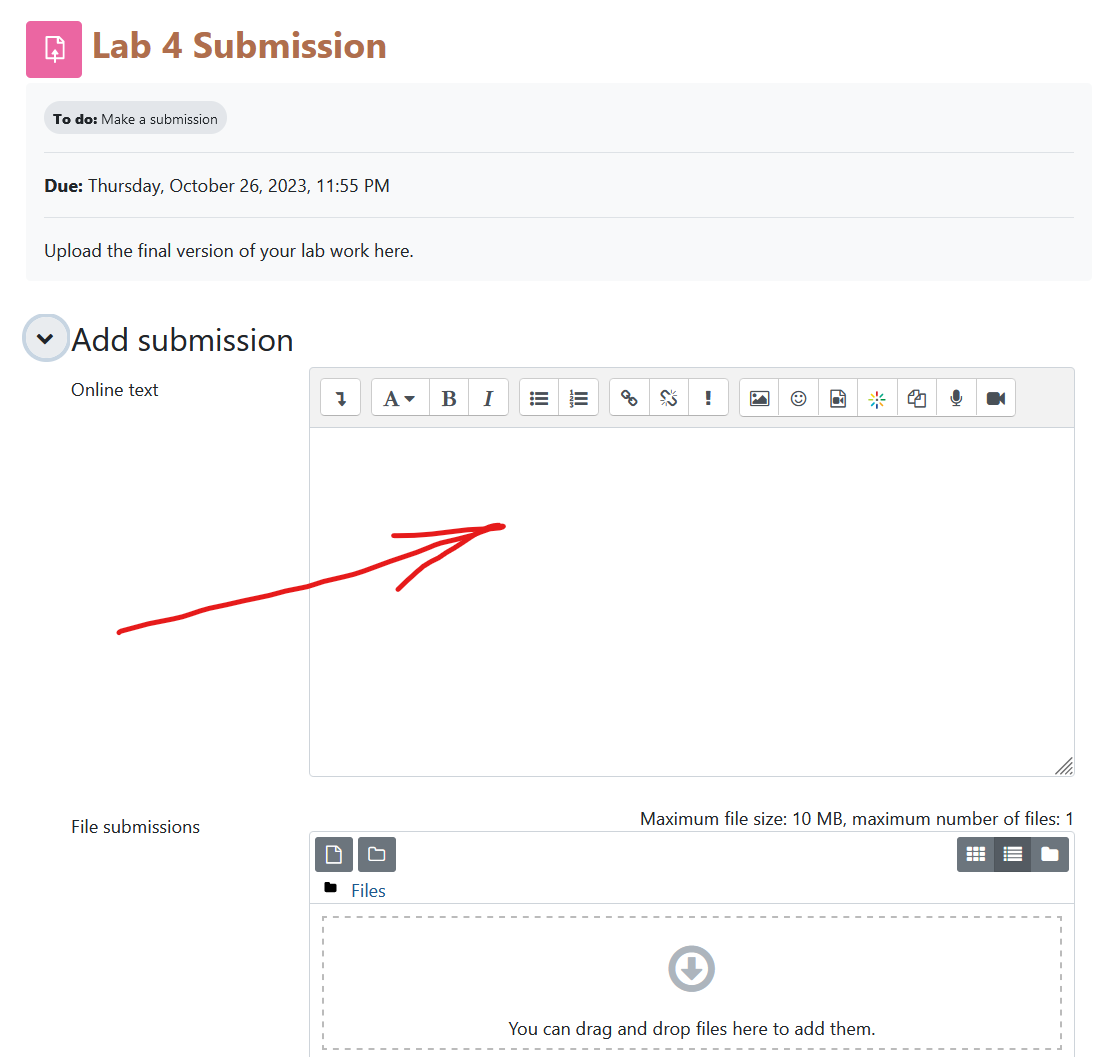 Lab 4 Submission
To do: Make a submission
Due: Thursday, October 26, 2023, 11:55 PM
Upload the final version of your lab work here.
Add submission
Online text
A B I
File submissions
Maximum file size: 10 MB, maximum number of files: 1
Files
You can drag and drop files here to add them.